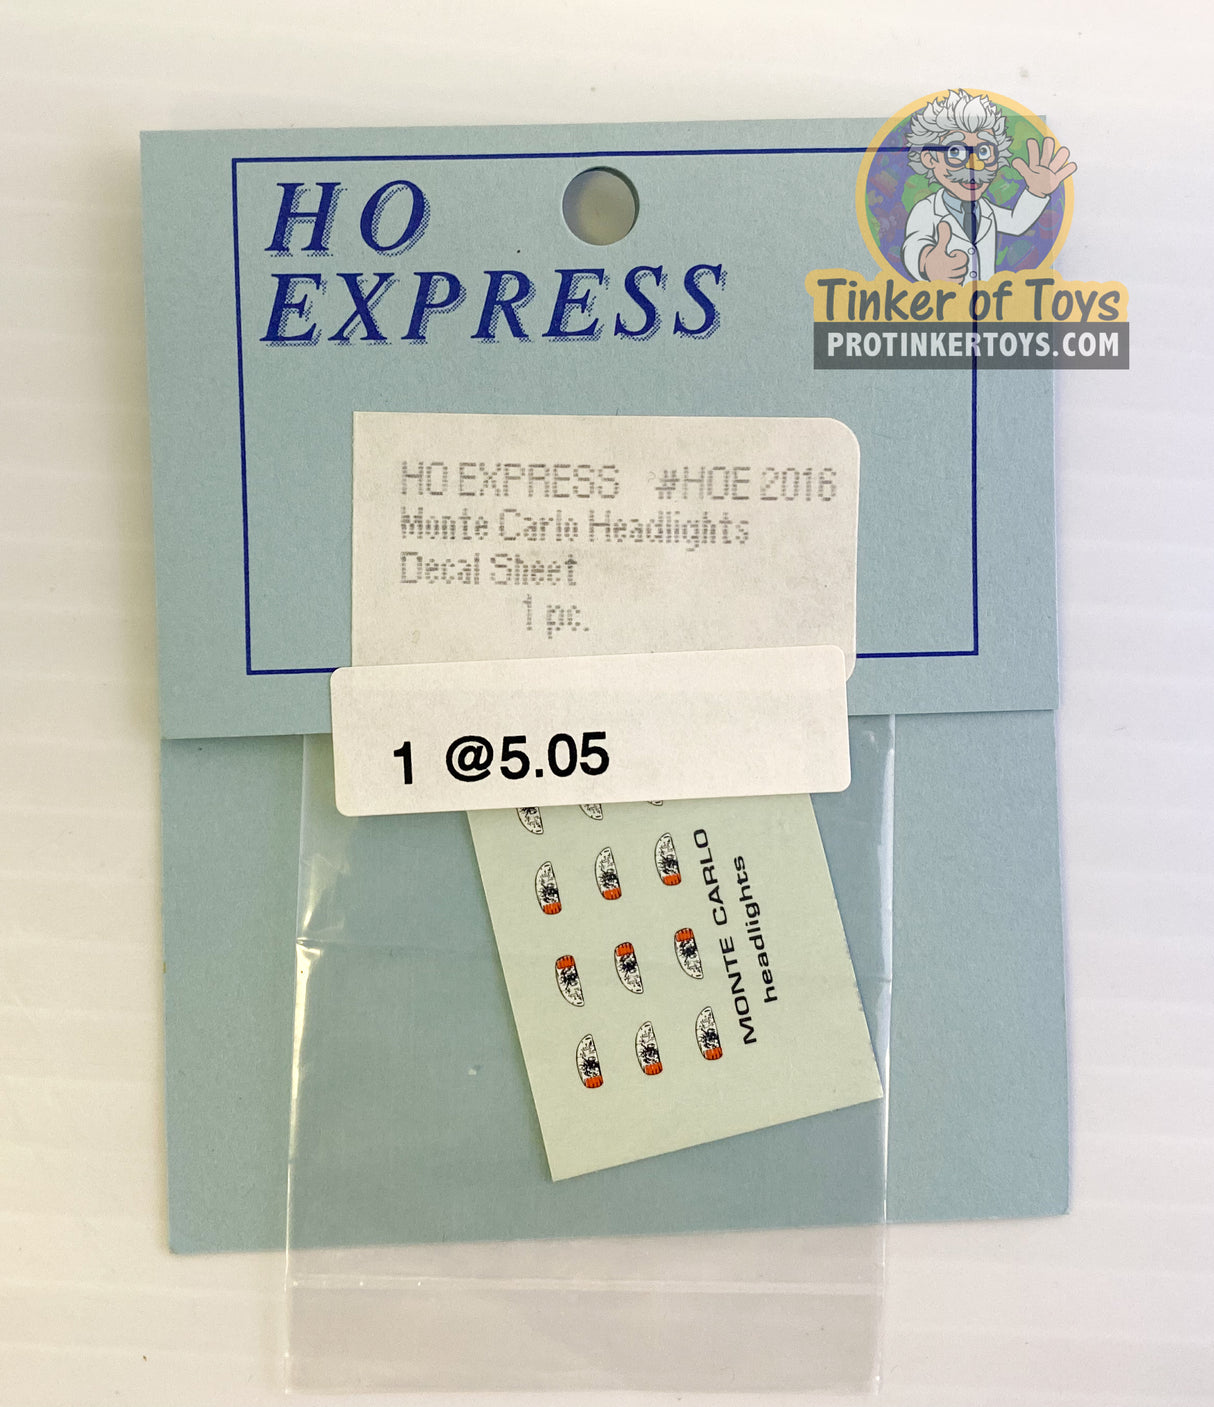 HO
EXPRESS
Tinker of Toys
PROTINKERTOYS.COM
HO EXPRESS #HOE 2016
Monte Carlo Headlights
Decal Sheet
1 pc.
1 @5.05
MONTE CARLO
headlights